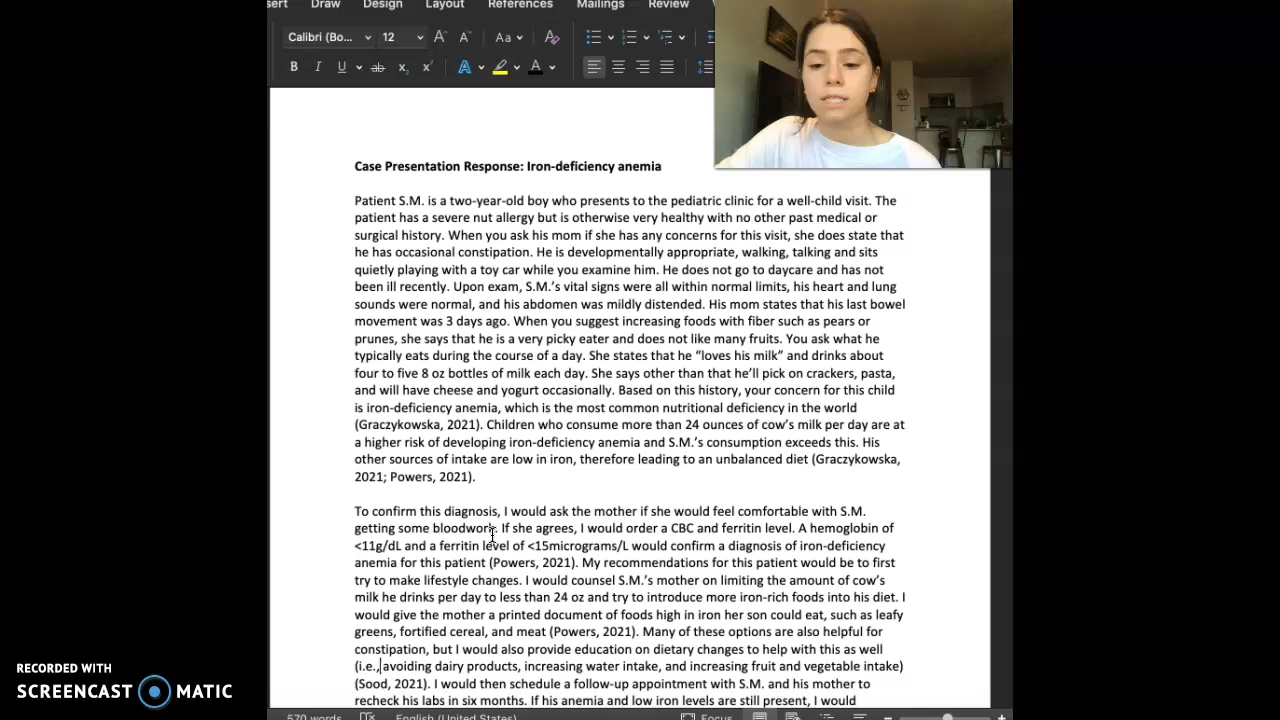 sert Draw Design Layout References Mailings Review
Calibri (Bo... 12 Aa
B I U ab x2 x2 A A
Case Presentation Response: Iron-deficiency anemia
Patient S.M. is a two-year-old boy who presents to the pediatric clinic for a well-child visit. The
patient has a severe nut allergy but is otherwise very healthy with no other past medical or
surgical history. When you ask his mom if she has any concerns for this visit, she does state that
he has occasional constipation. He is developmentally appropriate, walking, talking and sits
quietly playing with a toy car while you examine him. He does not go to daycare and has not
been ill recently. Upon exam, S.M.'s vital signs were all within normal limits, his heart and lung
sounds were normal, and his abdomen was mildly distended. His mom states that his last bowel
movement was 3 days ago. When you suggest increasing foods with fiber such as pears or
prunes, she says that he is a very picky eater and does not like many fruits. You ask what he
typically eats during the course of a day. She states that he “loves his milk” and drinks about
four to five 8 oz bottles of milk each day. She says other than that he'll pick on crackers, pasta,
and will have cheese and yogurt occasionally. Based on this history, your concern for this child
is iron-deficiency anemia, which is the most common nutritional deficiency in the world
(Graczykowska, 2021). Children who consume more than 24 ounces of cow's milk per day are at
a higher risk of developing iron-deficiency anemia and S.M.'s consumption exceeds this. His
other sources of intake are low in iron, therefore leading to an unbalanced diet (Graczykowska,
2021; Powers, 2021).
To confirm this diagnosis, I would ask the mother if she would feel comfortable with S.M.
getting some bloodwork. If she agrees, I would order a CBC and ferritin level. A hemoglobin of
<11g/dL and a ferritin level of <15micrograms/L would confirm a diagnosis of iron-deficiency
anemia for this patient (Powers, 2021). My recommendations for this patient would be to first
try to make lifestyle changes. I would counsel S.M.'s mother on limiting the amount of cow's
milk he drinks per day to less than 24 oz and try to introduce more iron-rich foods into his diet. I
would give the mother a printed document of foods high in iron her son could eat, such as leafy
greens, fortified cereal, and meat (Powers, 2021). Many of these options are also helpful for
constipation, but I would also provide education on dietary changes to help with this as well
(i.e., avoiding dairy products, increasing water intake, and increasing fruit and vegetable intake)
(Sood, 2021). I would then schedule a follow-up appointment with S.M. and his mother to
recheck his labs in six months. If his anemia and low iron levels are still present, I would
570 words English (United States) Focus
RECORDED WITH
SCREENCAST MATIC